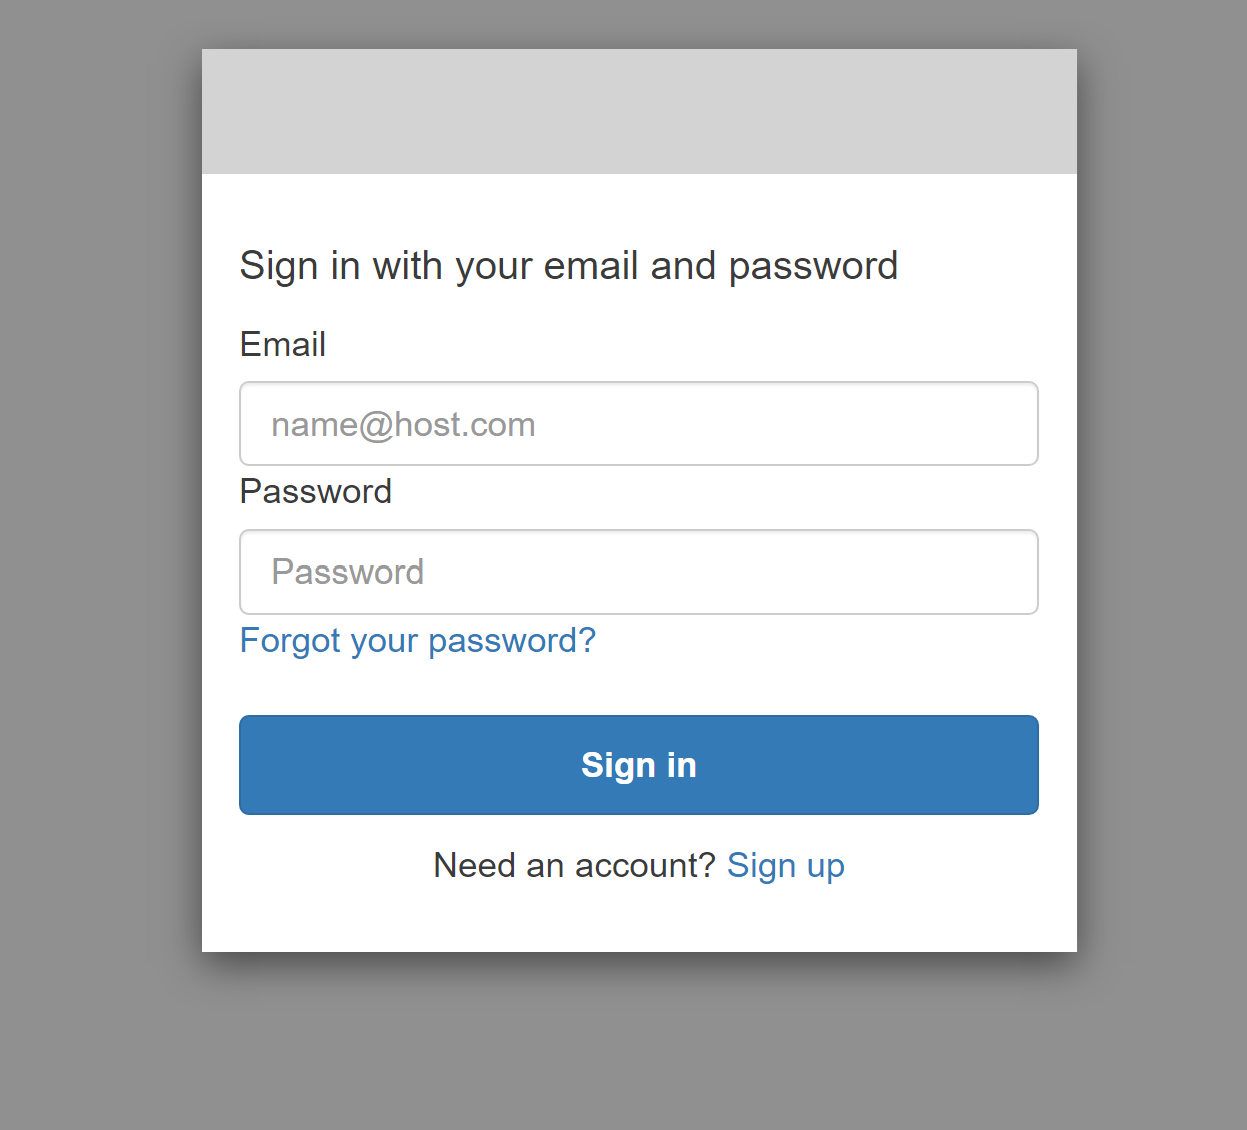 Sign in with your email and password
Email
name@host.com
Password
Password
Forgot your password?
Sign in
Need an account? Sign up